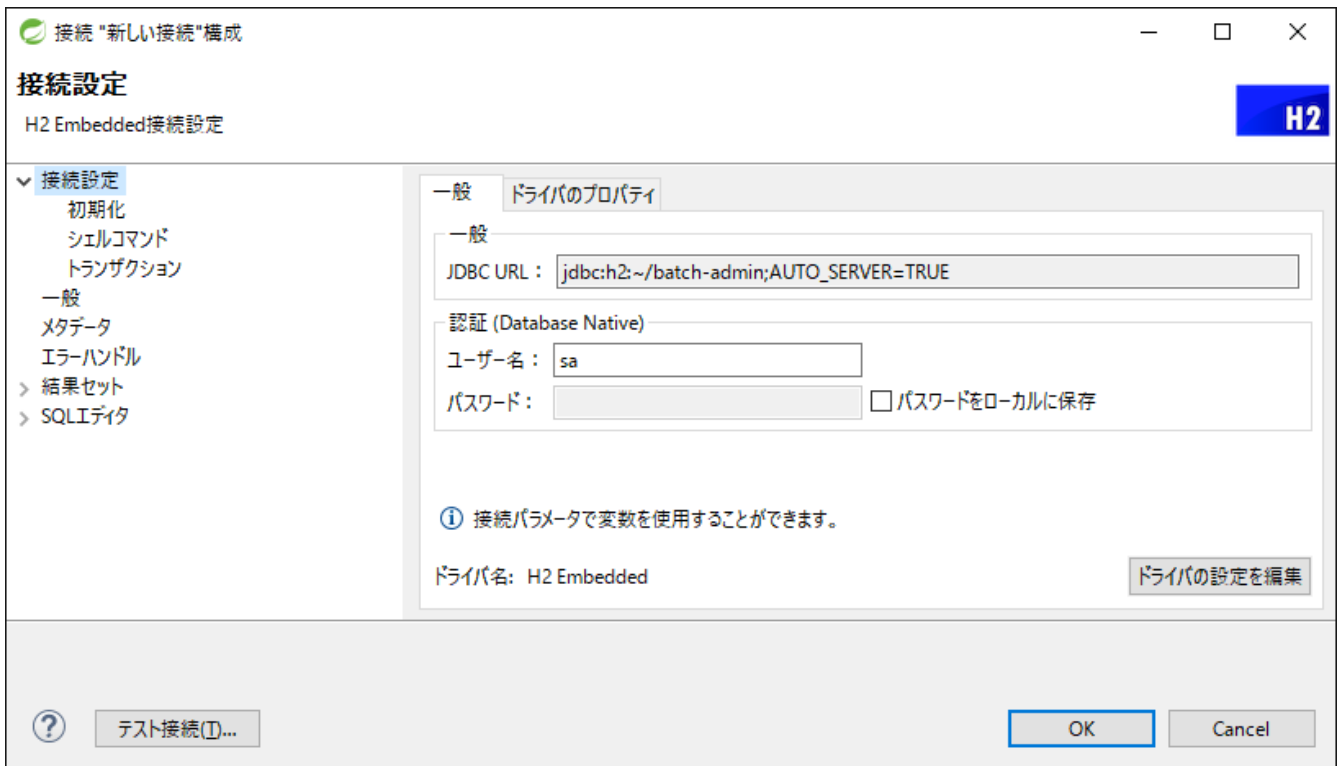 接続 "新しい接続"構成
接続設定
H2 Embedded接続設定
H2
接続設定
初期化
シェルコマンド
トランザクション
一般
メタデータ
エラーハンドル
結果セット
SQLエディタ
一般 ドライバのプロパティ
一般
JDBC URL： jdbc:h2:~/batch-admin;AUTO_SERVER=TRUE
認証 (Database Native)
ユーザー名： sa
パスワード： パスワードをローカルに保存
接続パラメータで変数を使用することができます。
ドライバ名: H2 Embedded ドライバの設定を編集
? テスト接続(T)... OK Cancel